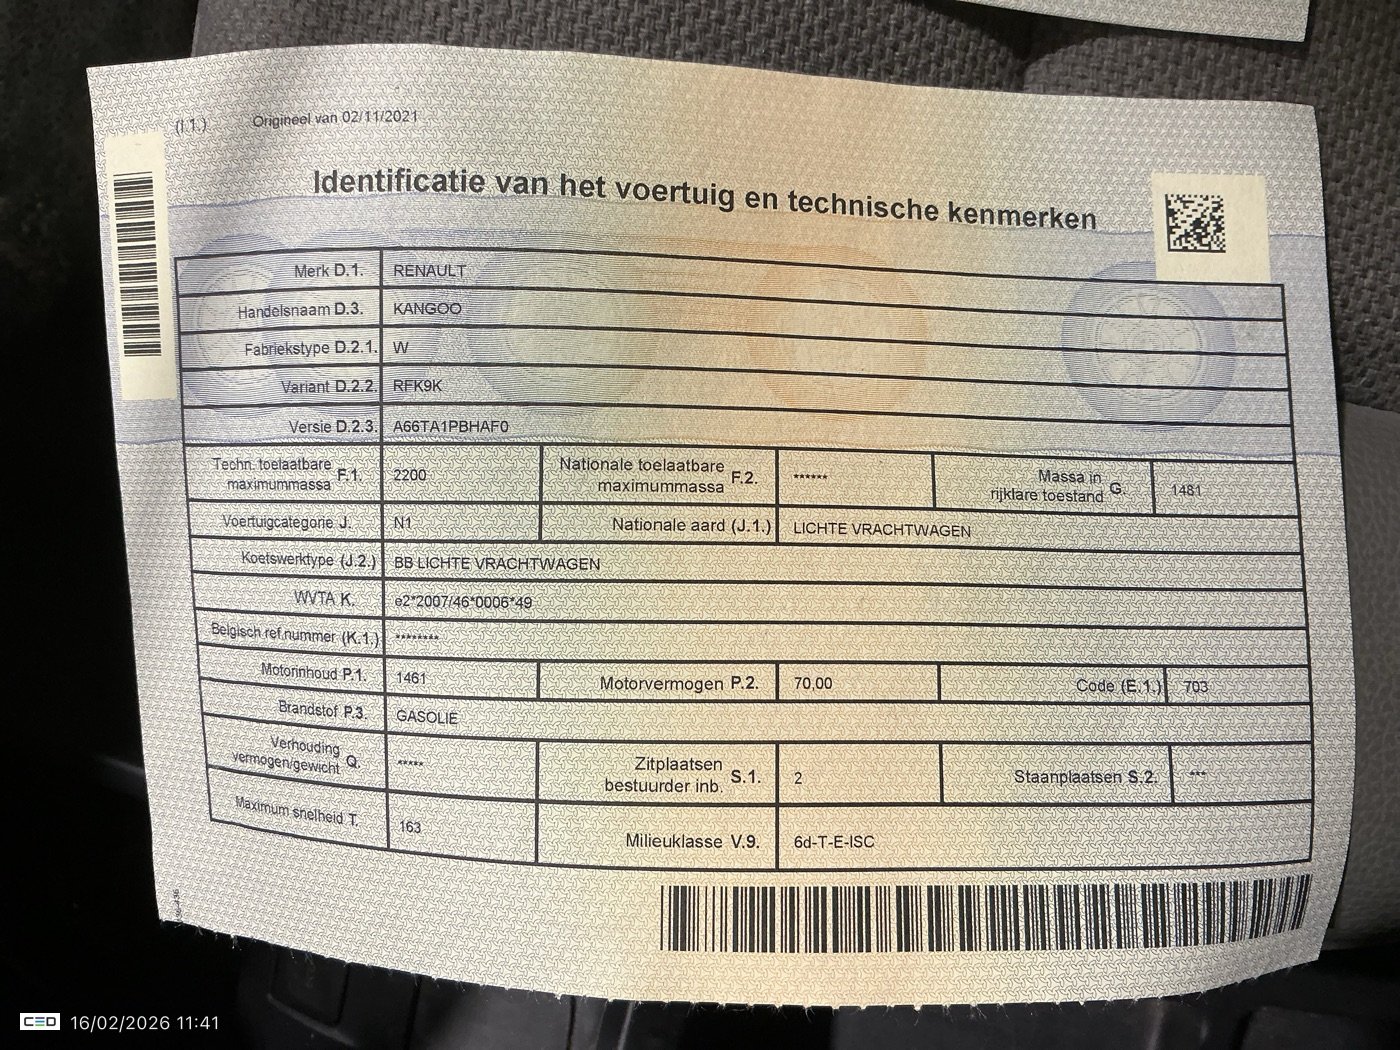 (I.1.) Origineel van 02/11/2021
Identificatie van het voertuig en technische kenmerken
Merk D.1. RENAULT
Handelsnaam D.3. KANGOO
Fabriekstype D.2.1. W
Variant D.2.2. RFK9K
Versie D.2.3. A66TA1PBHAF0
Techn. toelaatbare maximummassa F.1. 2200 Nationale toelaatbare maximummassa F.2. ****** Massa in rijklare toestand G. 1481
Voertuigcategorie J. N1 Nationale aard (J.1.) LICHTE VRACHTWAGEN
Koetswerktype (J.2.) BB LICHTE VRACHTWAGEN
WVTA K. e2*2007/46*0006*49
Belgisch ref.nummer (K.1.) ********
Motorinhoud P.1. 1461 Motorvermogen P.2. 70,00 Code (E.1.) 703
Brandstof P.3. GASOLIE
Verhouding vermogen/gewicht Q. ***** Zitplaatsen bestuurder inb. S.1. 2 Staanplaatsen S.2. ***
Maximum snelheid T. 163 Milieuklasse V.9. 6d-T-E-ISC
CED 16/02/2026 11:41